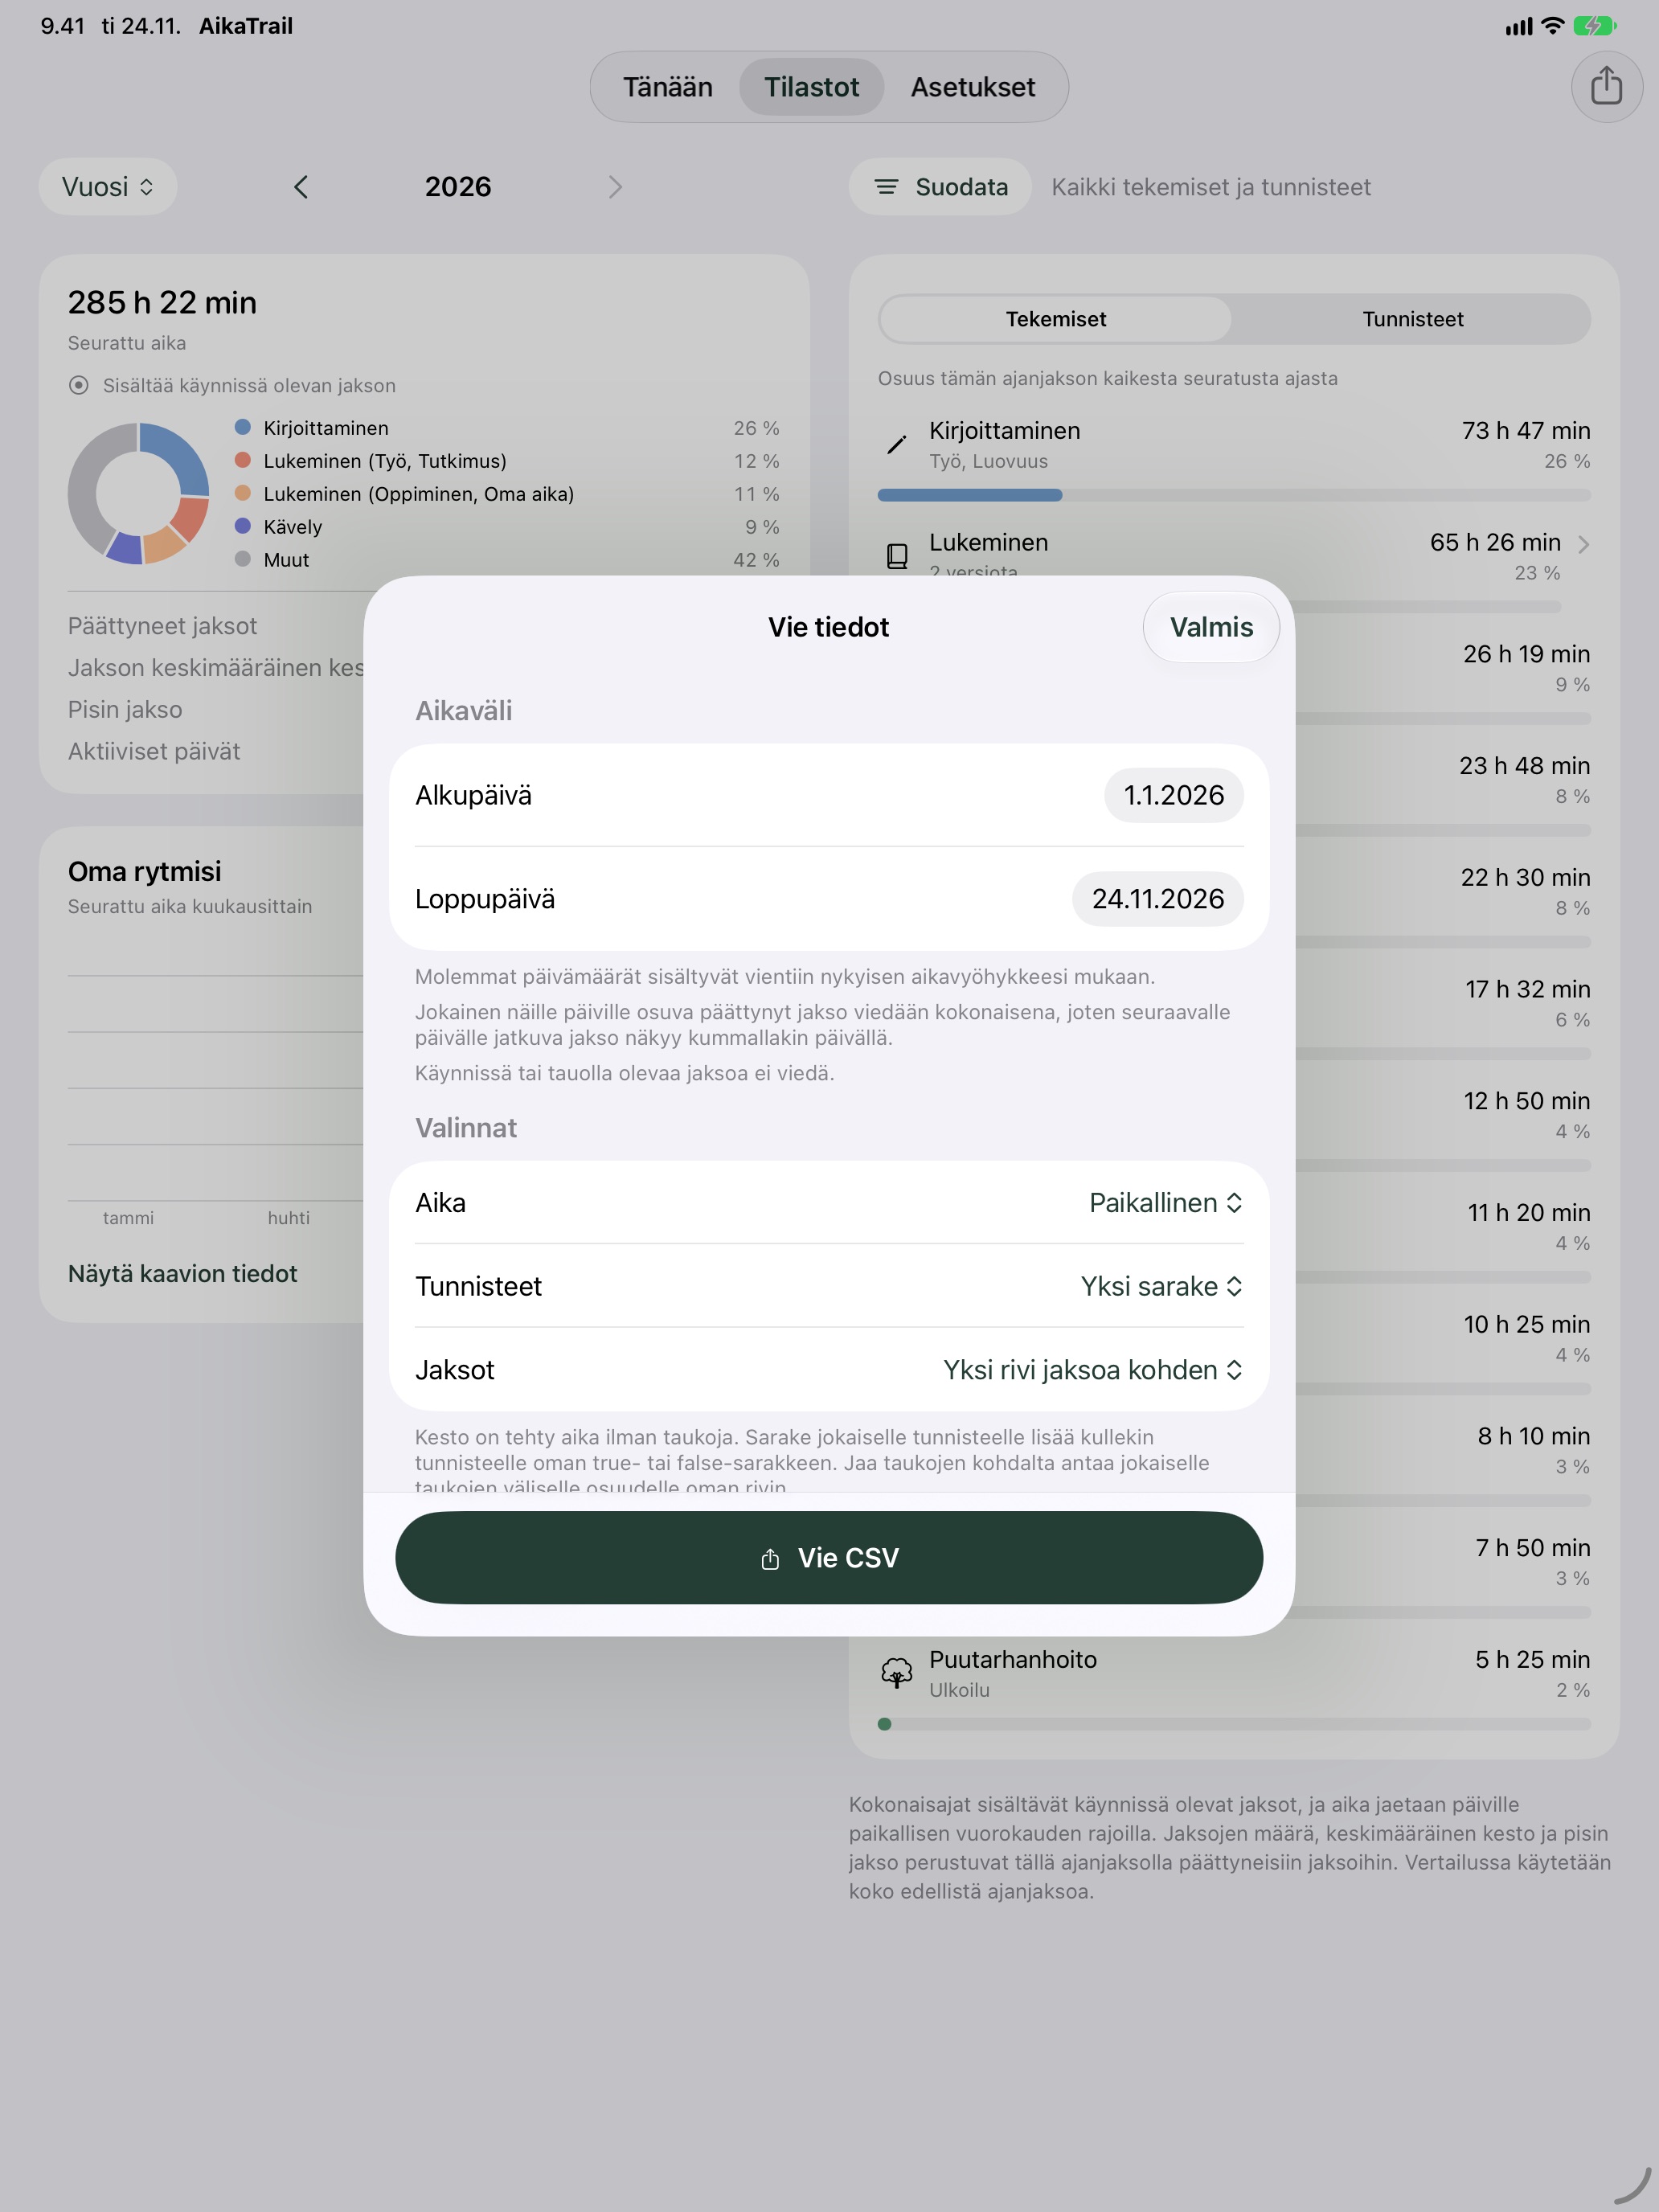 9.41 ti 24.11. AikaTrail
Tänään Tilastot Asetukset
Vuosi 2026 Suodata Kaikki tekemiset ja tunnisteet
285 h 22 min
Seurattu aika
Sisältää käynnissä olevan jakson
Kirjoittaminen 26 %
Lukeminen (Työ, Tutkimus) 12 %
Lukeminen (Oppiminen, Oma aika) 11 %
Kävely 9 %
Muut 42 %
Päättyneet jaksot
Jakson keskimääräinen kes
Pisin jakso
Aktiiviset päivät
Oma rytmisi
Seurattu aika kuukausittain
tammi huhti
Näytä kaavion tiedot
Tekemiset Tunnisteet
Osuus tämän ajanjakson kaikesta seuratusta ajasta
Kirjoittaminen 73 h 47 min
Työ, Luovuus 26 %
Lukeminen 65 h 26 min
2 versiota 23 %
26 h 19 min
9 %
23 h 48 min
8 %
22 h 30 min
8 %
17 h 32 min
6 %
12 h 50 min
4 %
11 h 20 min
4 %
10 h 25 min
4 %
8 h 10 min
3 %
7 h 50 min
3 %
Puutarhanhoito 5 h 25 min
Ulkoilu 2 %
Kokonaisajat sisältävät käynnissä olevat jaksot, ja aika jaetaan päiville
paikallisen vuorokauden rajoilla. Jaksojen määrä, keskimääräinen kesto ja pisin
jakso perustuvat tällä ajanjaksolla päättyneisiin jaksoihin. Vertailussa käytetään
koko edellistä ajanjaksoa.
Vie tiedot Valmis
Aikaväli
Alkupäivä 1.1.2026
Loppupäivä 24.11.2026
Molemmat päivämäärät sisältyvät vientiin nykyisen aikavyöhykkeesi mukaan.
Jokainen näille päiville osuva päättynyt jakso viedään kokonaisena, joten seuraavalle
päivälle jatkuva jakso näkyy kummallakin päivällä.
Käynnissä tai tauolla olevaa jaksoa ei viedä.
Valinnat
Aika Paikallinen
Tunnisteet Yksi sarake
Jaksot Yksi rivi jaksoa kohden
Kesto on tehty aika ilman taukoja. Sarake jokaiselle tunnisteelle lisää kullekin
tunnisteelle oman true- tai false-sarakkeen. Jaa taukojen kohdalta antaa jokaiselle
taukojen väliselle osuudelle oman rivin.
Vie CSV